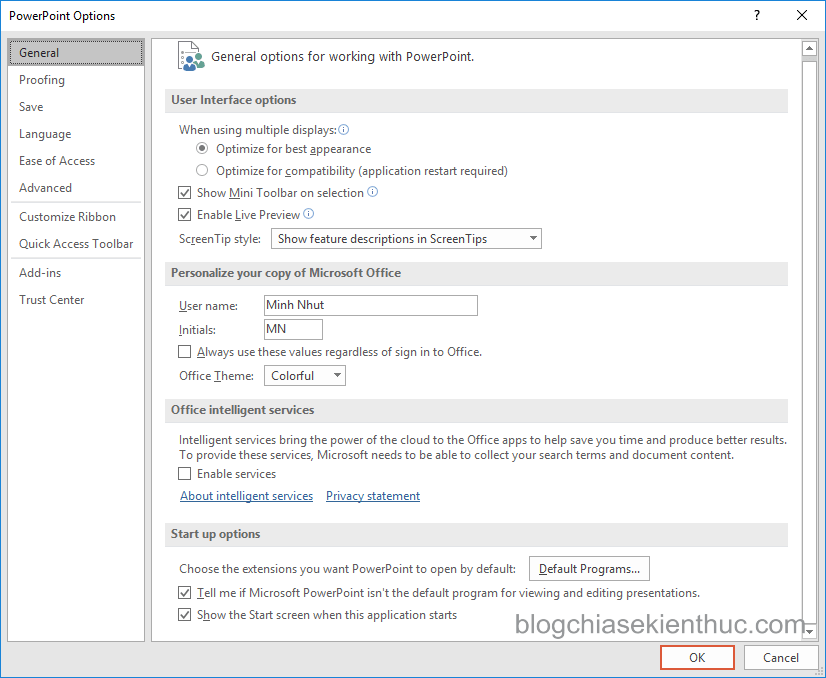 PowerPoint Options
General
Proofing
Save
Language
Ease of Access
Advanced
Customize Ribbon
Quick Access Toolbar
Add-ins
Trust Center
General options for working with PowerPoint.
User Interface options
When using multiple displays:
Optimize for best appearance
Optimize for compatibility (application restart required)
Show Mini Toolbar on selection
Enable Live Preview
ScreenTip style: Show feature descriptions in ScreenTips
Personalize your copy of Microsoft Office
User name: Minh Nhut
Initials: MN
Always use these values regardless of sign in to Office.
Office Theme: Colorful
Office intelligent services
Intelligent services bring the power of the cloud to the Office apps to help save you time and produce better results.
To provide these services, Microsoft needs to be able to collect your search terms and document content.
Enable services
About intelligent services Privacy statement
Start up options
Choose the extensions you want PowerPoint to open by default: Default Programs...
Tell me if Microsoft PowerPoint isn't the default program for viewing and editing presentations.
Show the Start screen when this application starts
blogchiasekienthuc.com
OK Cancel